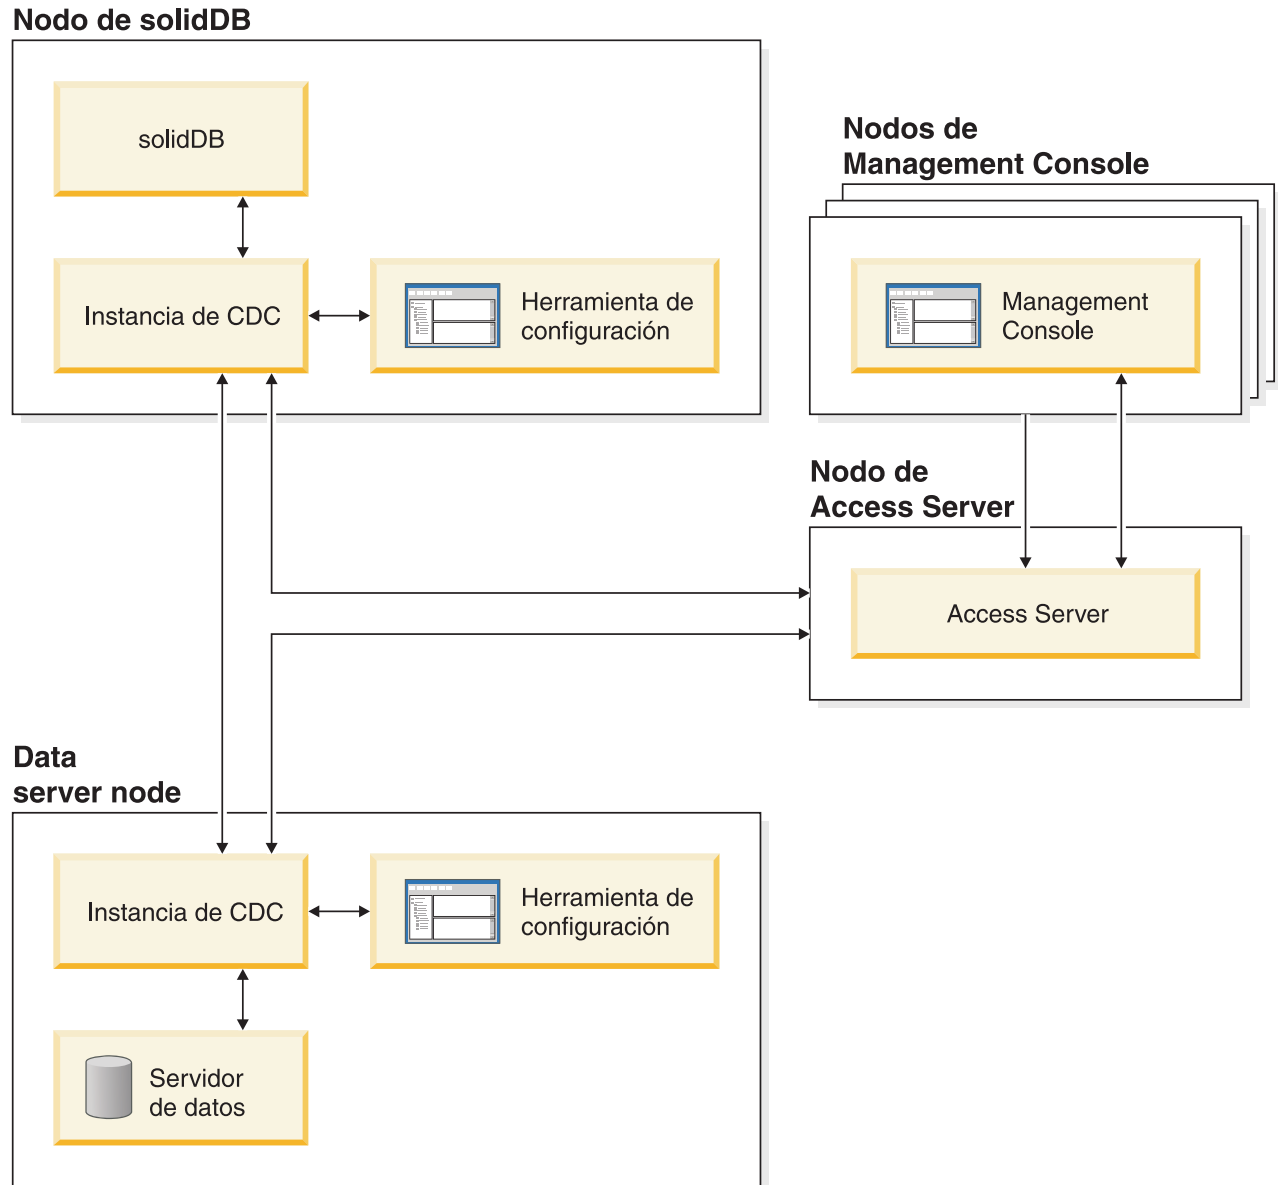 Nodo de solidDB
solidDB
Instancia de CDC
Herramienta de
configuración
Nodos de
Management Console
Management
Console
Nodo de
Access Server
Access Server
Data
server node
Instancia de CDC
Herramienta de
configuración
Servidor
de datos